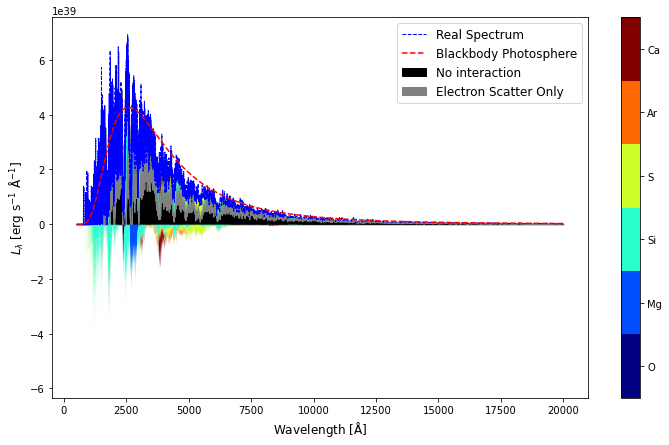 1e39
Real Spectrum
Blackbody Photosphere
No interaction
Electron Scatter Only
6
4
2
0
−2
−4
−6
L_λ [erg s⁻¹ Å⁻¹]
0 2500 5000 7500 10000 12500 15000 17500 20000
Wavelength [Å]
Ca
Ar
S
Si
Mg
O